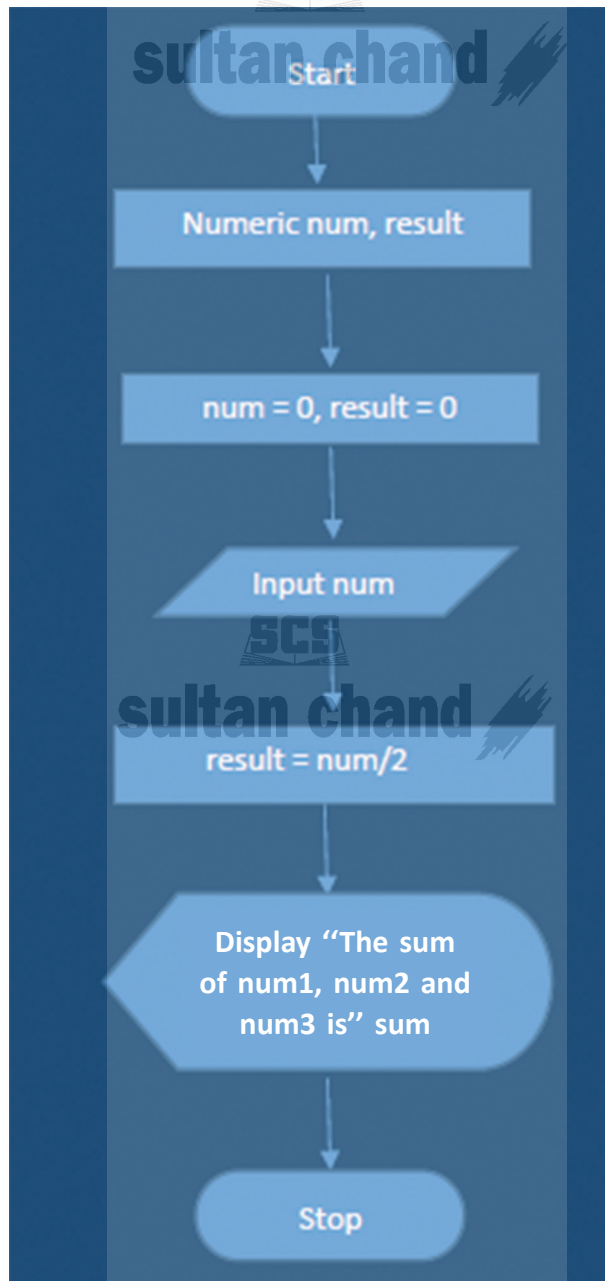 sultan chand
Start
Numeric num, result
num = 0, result = 0
Input num
SCS
sultan chand
result = num/2
Display ‘‘The sum
of num1, num2 and
num3 is’’ sum
Stop